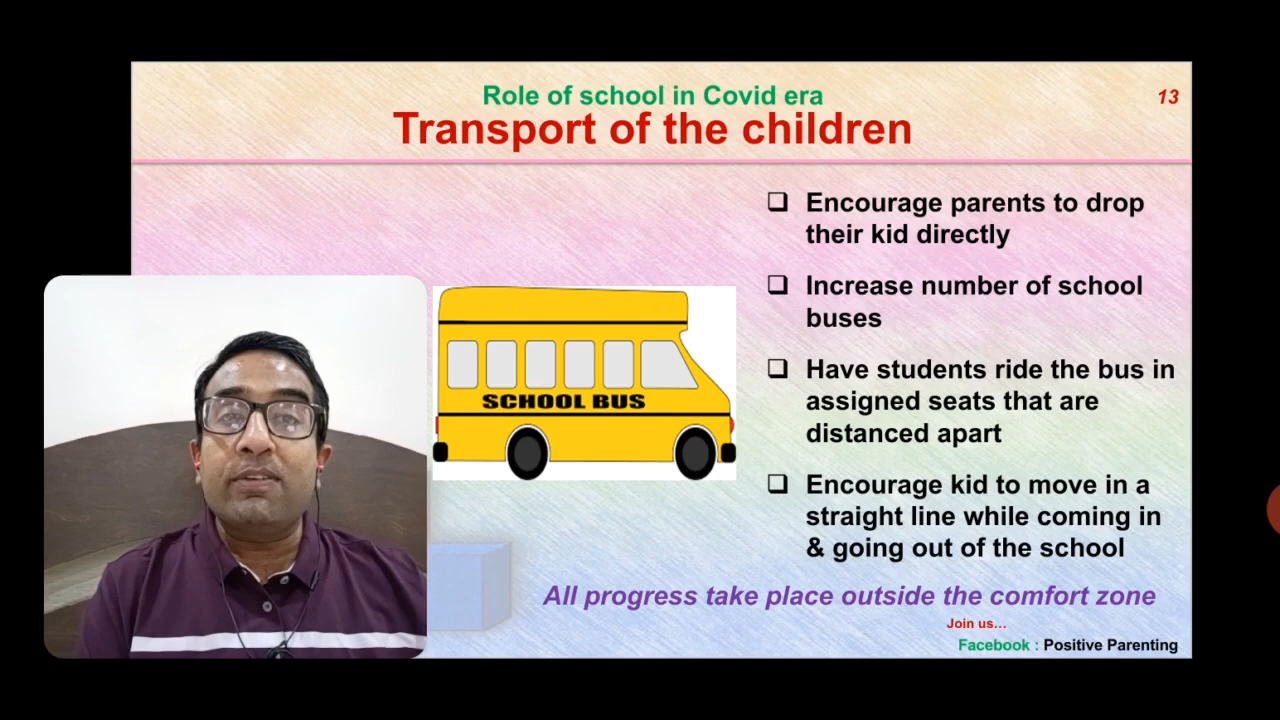 Role of school in Covid era
13
Transport of the children
❑ Encourage parents to drop
their kid directly
❑ Increase number of school
buses
❑ Have students ride the bus in
assigned seats that are
distanced apart
❑ Encourage kid to move in a
straight line while coming in
& going out of the school
SCHOOL BUS
All progress take place outside the comfort zone
Join us...
Facebook : Positive Parenting